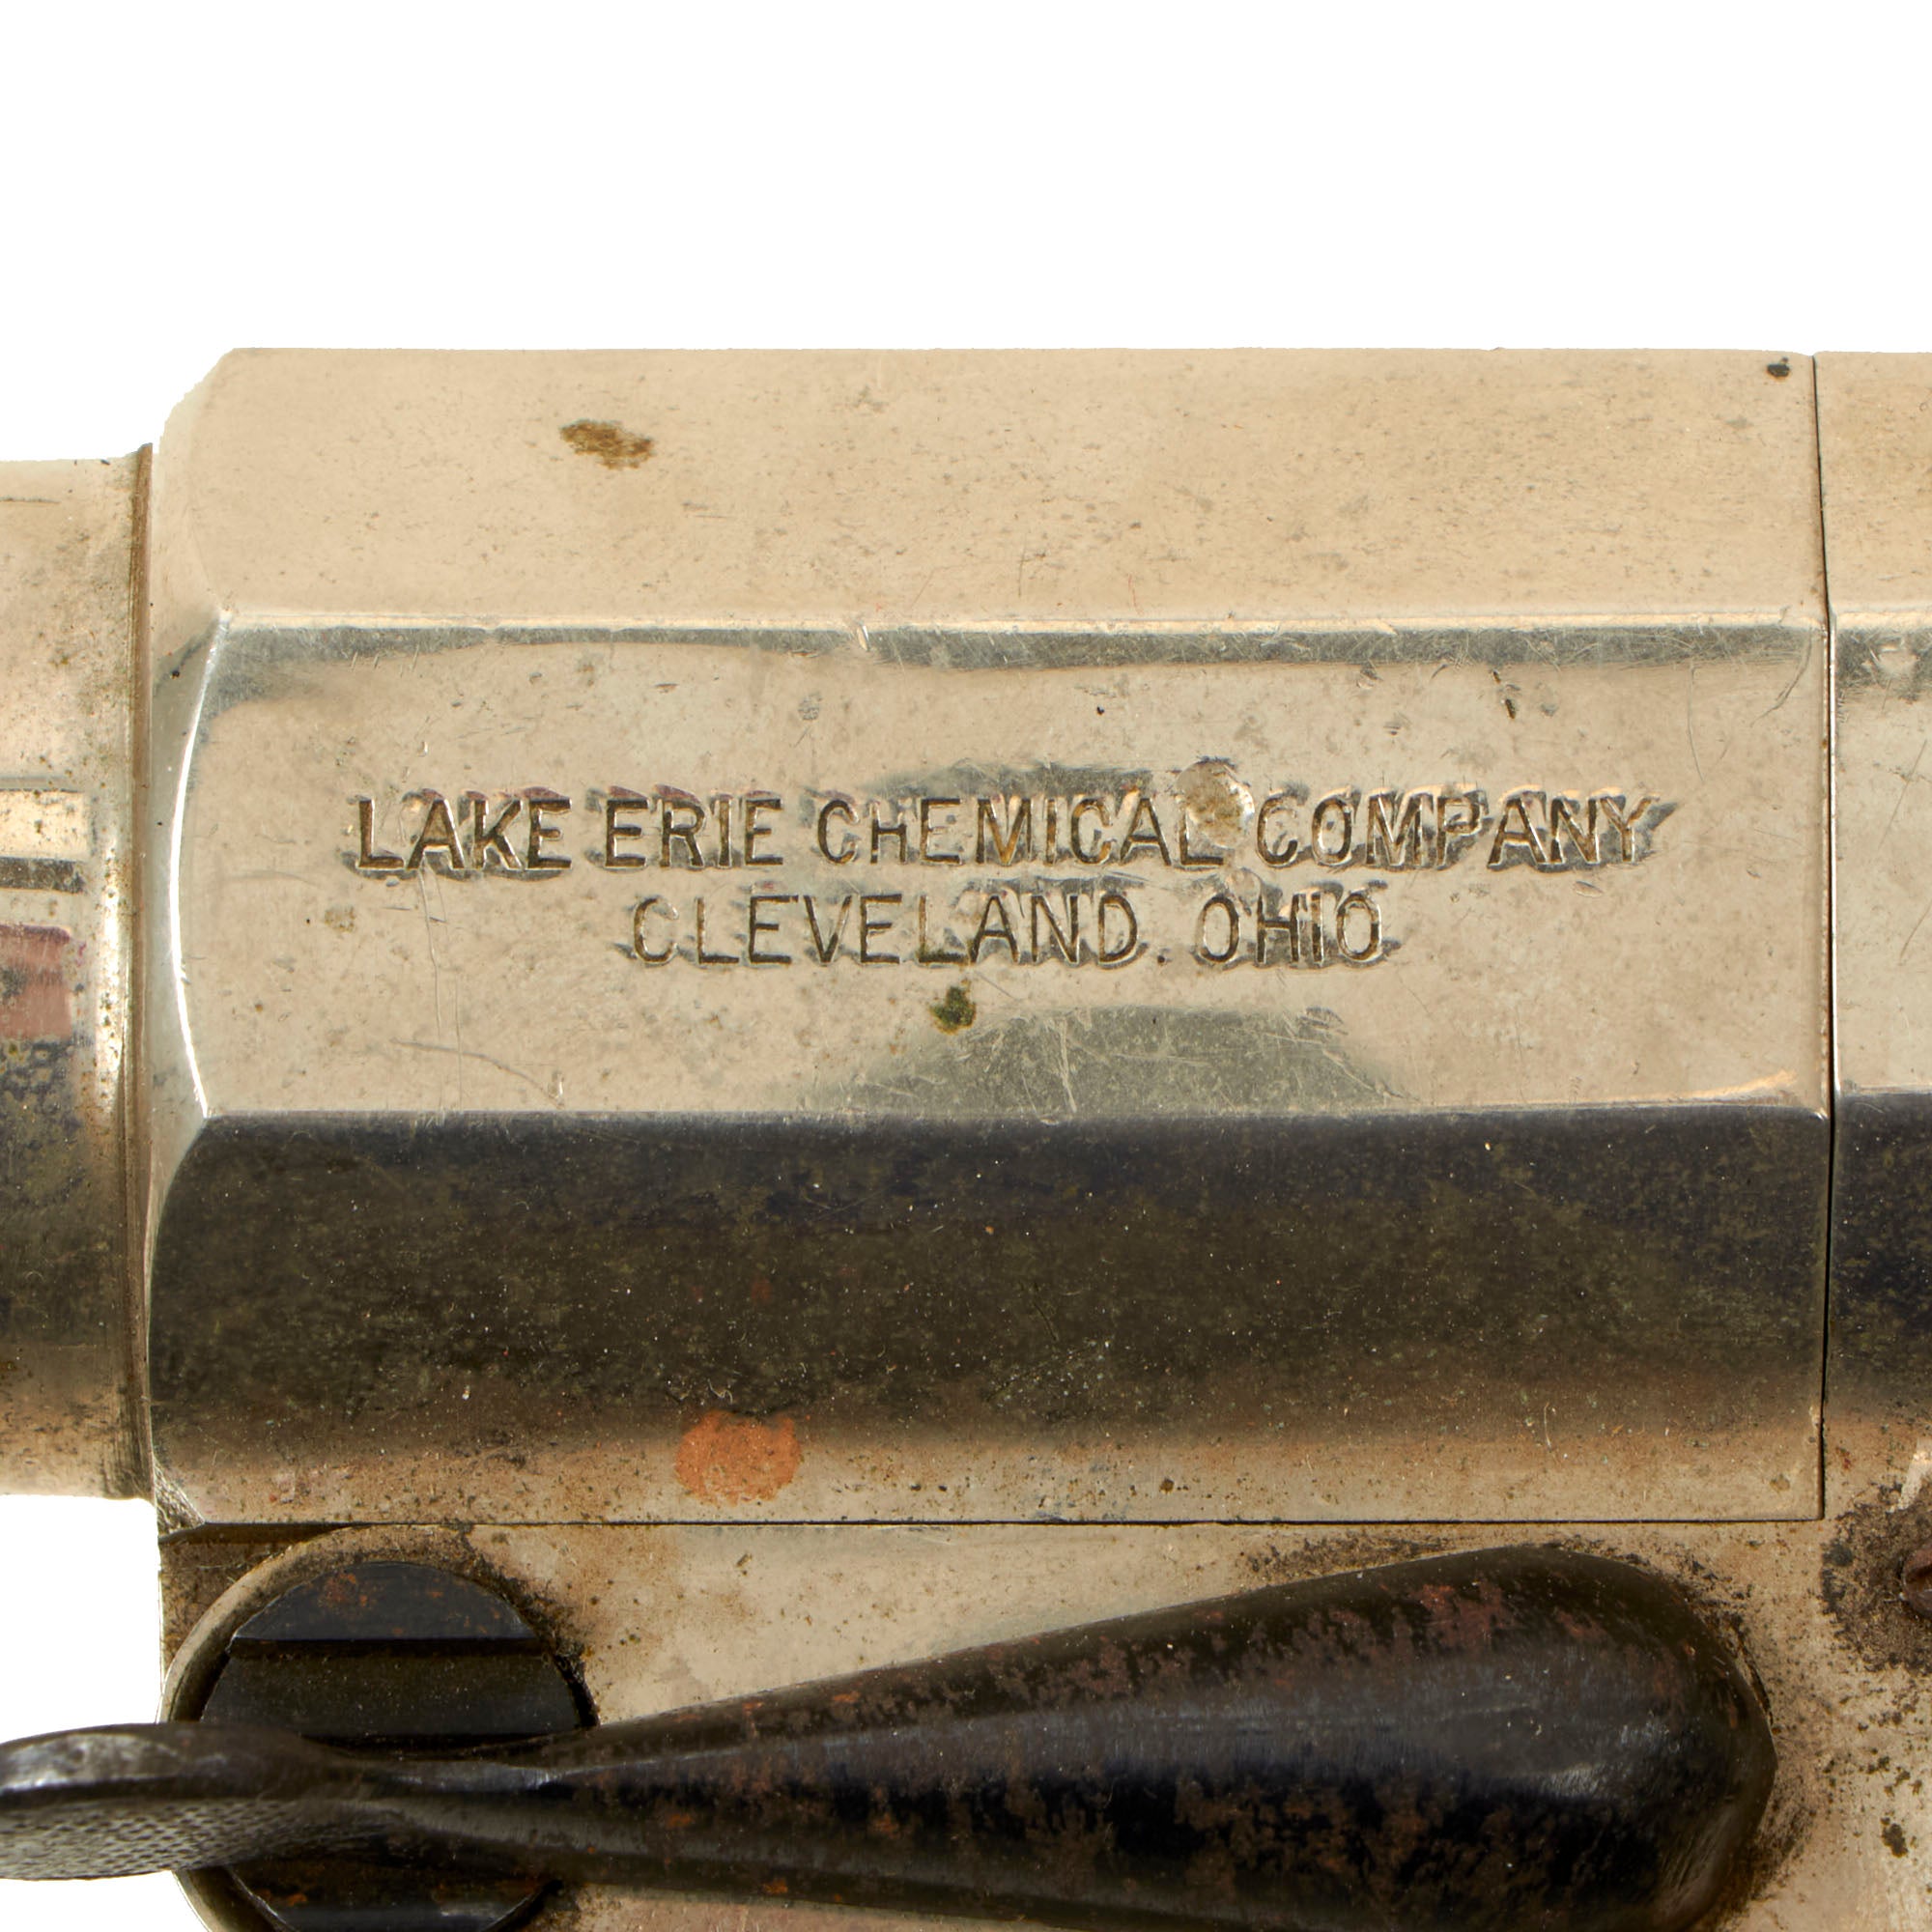 LAKE ERIE CHEMICAL COMPANY
CLEVELAND. OHIO